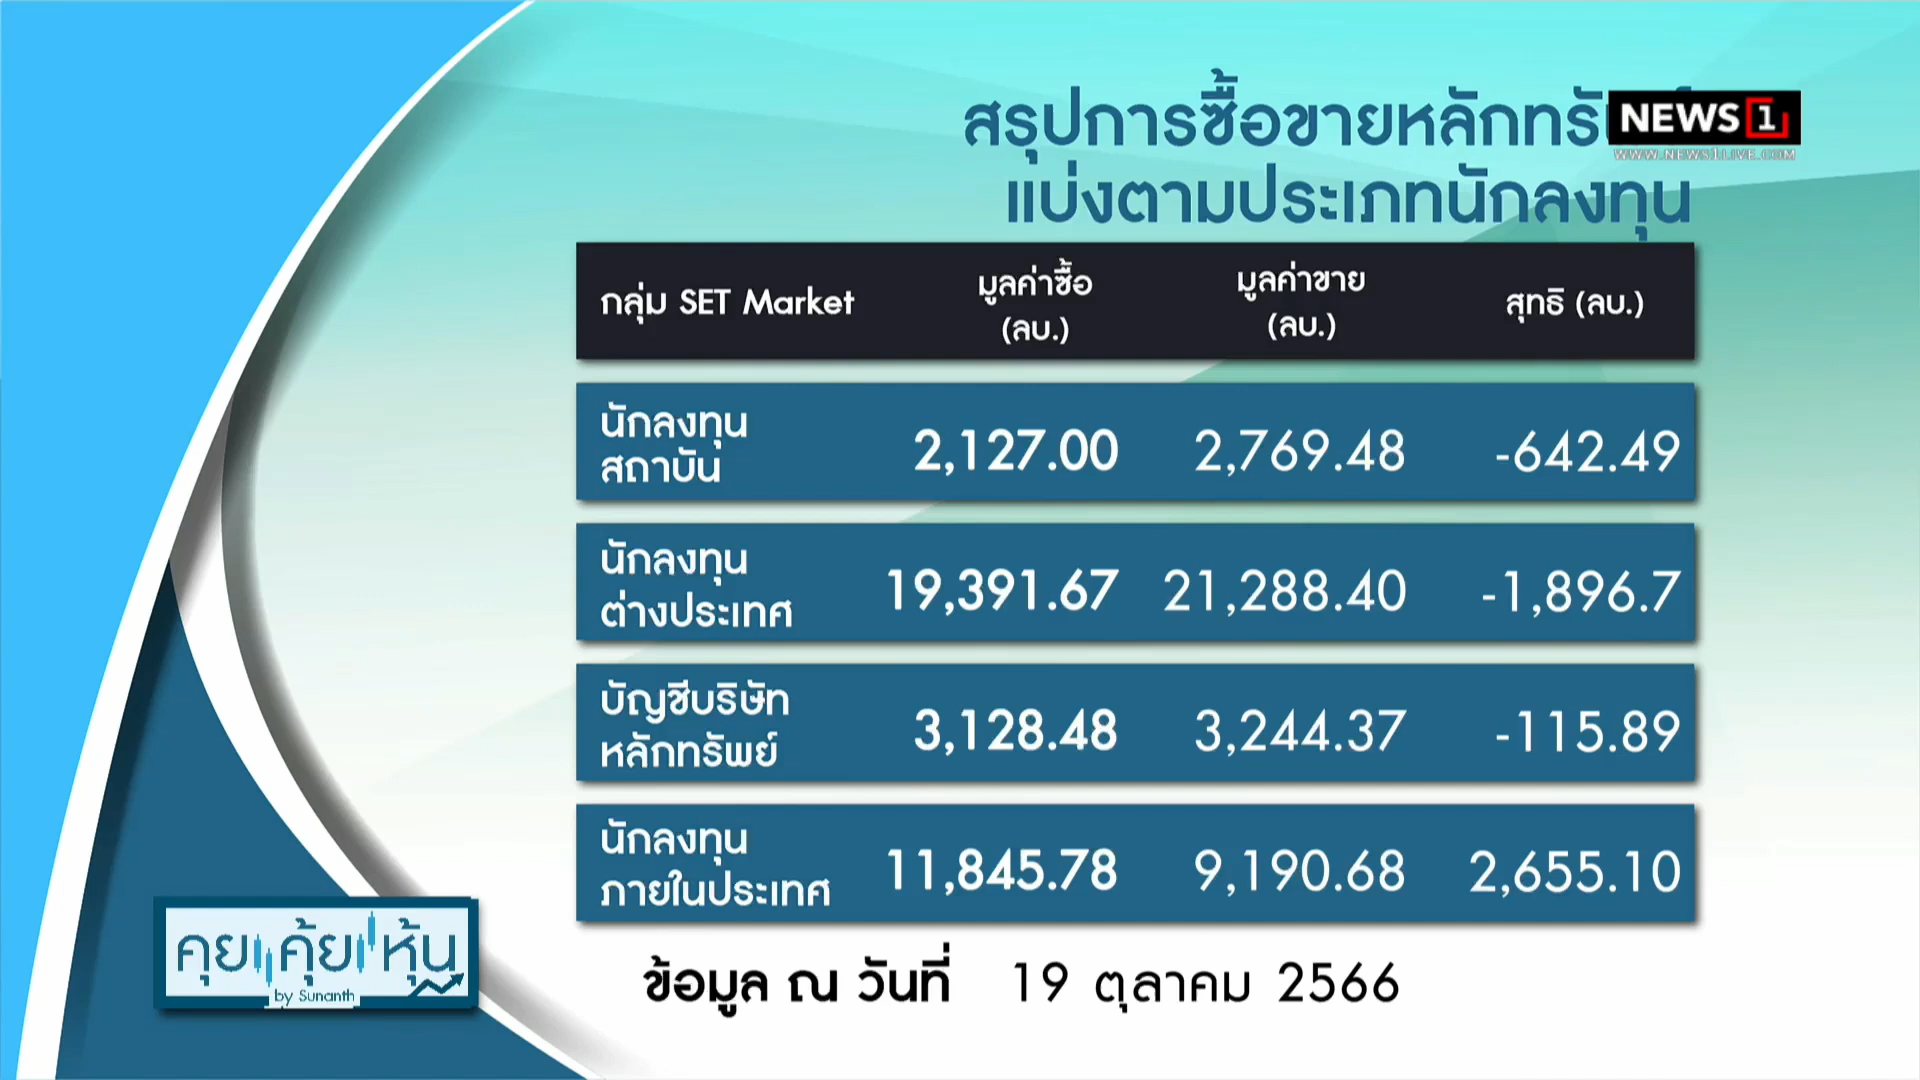 สรุปการซื้อขายหลัก
NEWS 1
WWW.NEWS1LIVE.COM
แบ่งตามประเภทนักลงทุน
กลุ่ม SET Market
มูลค่าซื้อ
(ลบ.)
มูลค่าขาย
(ลบ.)
สุทธิ (ลบ.)
นักลงทุน
สถาบัน
2,127.00
2,769.48
-642.49
นักลงทุน
ต่างประเทศ
19,391.67
21,288.40
-1,896.7
บัญชีบริษัท
หลักทรัพย์
3,128.48
3,244.37
-115.89
นักลงทุน
ภายในประเทศ
11,845.78
9,190.68
2,655.10
ข้อมูล ณ วันที่ 19 ตุลาคม 2566
คุย คุ้ย หุ้น
by Sunanth